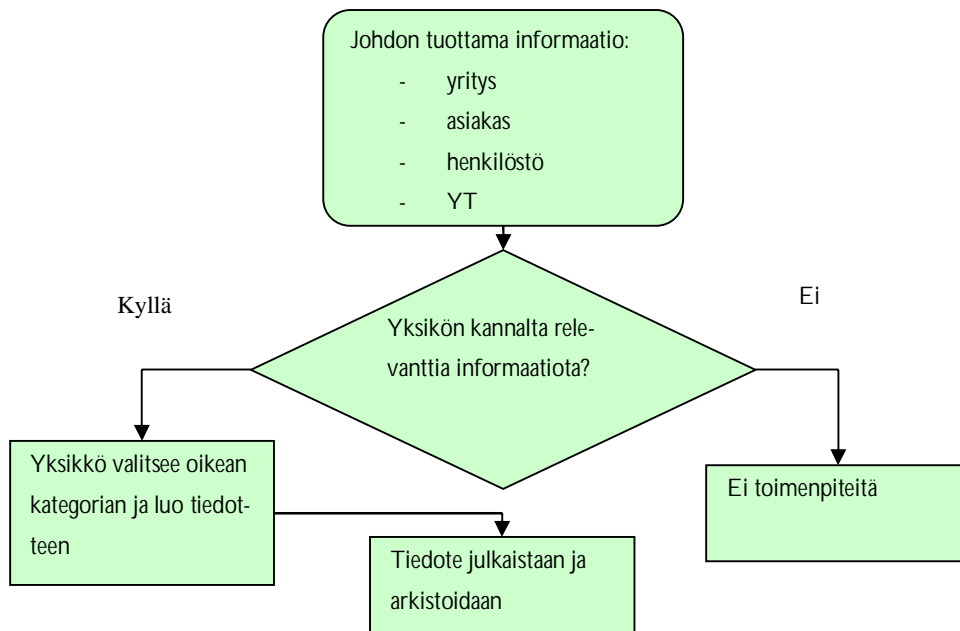 Johdon tuottama informaatio:
- yritys
- asiakas
- henkilöstö
- YT
Kyllä
Ei
Yksikön kannalta rele-
vanttia informaatiota?
Yksikkö valitsee oikean
kategorian ja luo tiedot-
teen
Ei toimenpiteitä
Tiedote julkaistaan ja
arkistoidaan